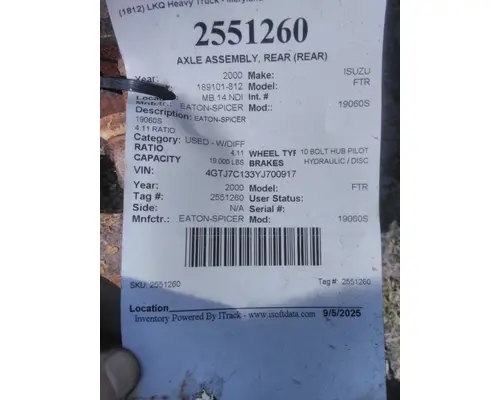 (1812) LKQ Heavy Truck - Maryland
2551260
AXLE ASSEMBLY, REAR (REAR)
Year: 2000 Make: ISUZU
189101-812 Model: FTR
MB.14.NDI Int. #
Mnfctr.: EATON-SPICER Mod:: 19060S
Description: EATON-SPICER
19060S
4.11 RATIO
Category: USED - W/DIFF
RATIO 4.11 WHEEL TYP 10 BOLT HUB PILOT
CAPACITY 19,000 LBS BRAKES HYDRAULIC / DISC
VIN: 4GTJ7C133YJ700917
Year: 2000 Model: FTR
Tag #: 2551260 User Status:
Side: N/A Serial #:
Mnfctr.: EATON-SPICER Mod: 19060S
SKU: 2551260 Tag #: 2551260
Location
Inventory Powered By ITrack - www.isoftdata.com 9/5/2025